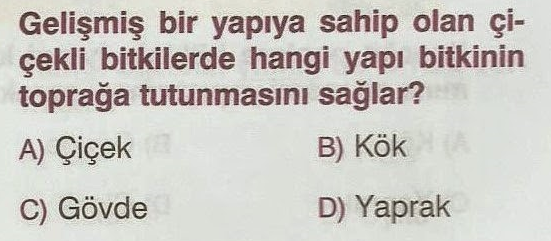 Gelişmiş bir yapıya sahip olan çi-
çekli bitkilerde hangi yapı bitkinin
toprağa tutunmasını sağlar?
A) Çiçek B) Kök
C) Gövde D) Yaprak